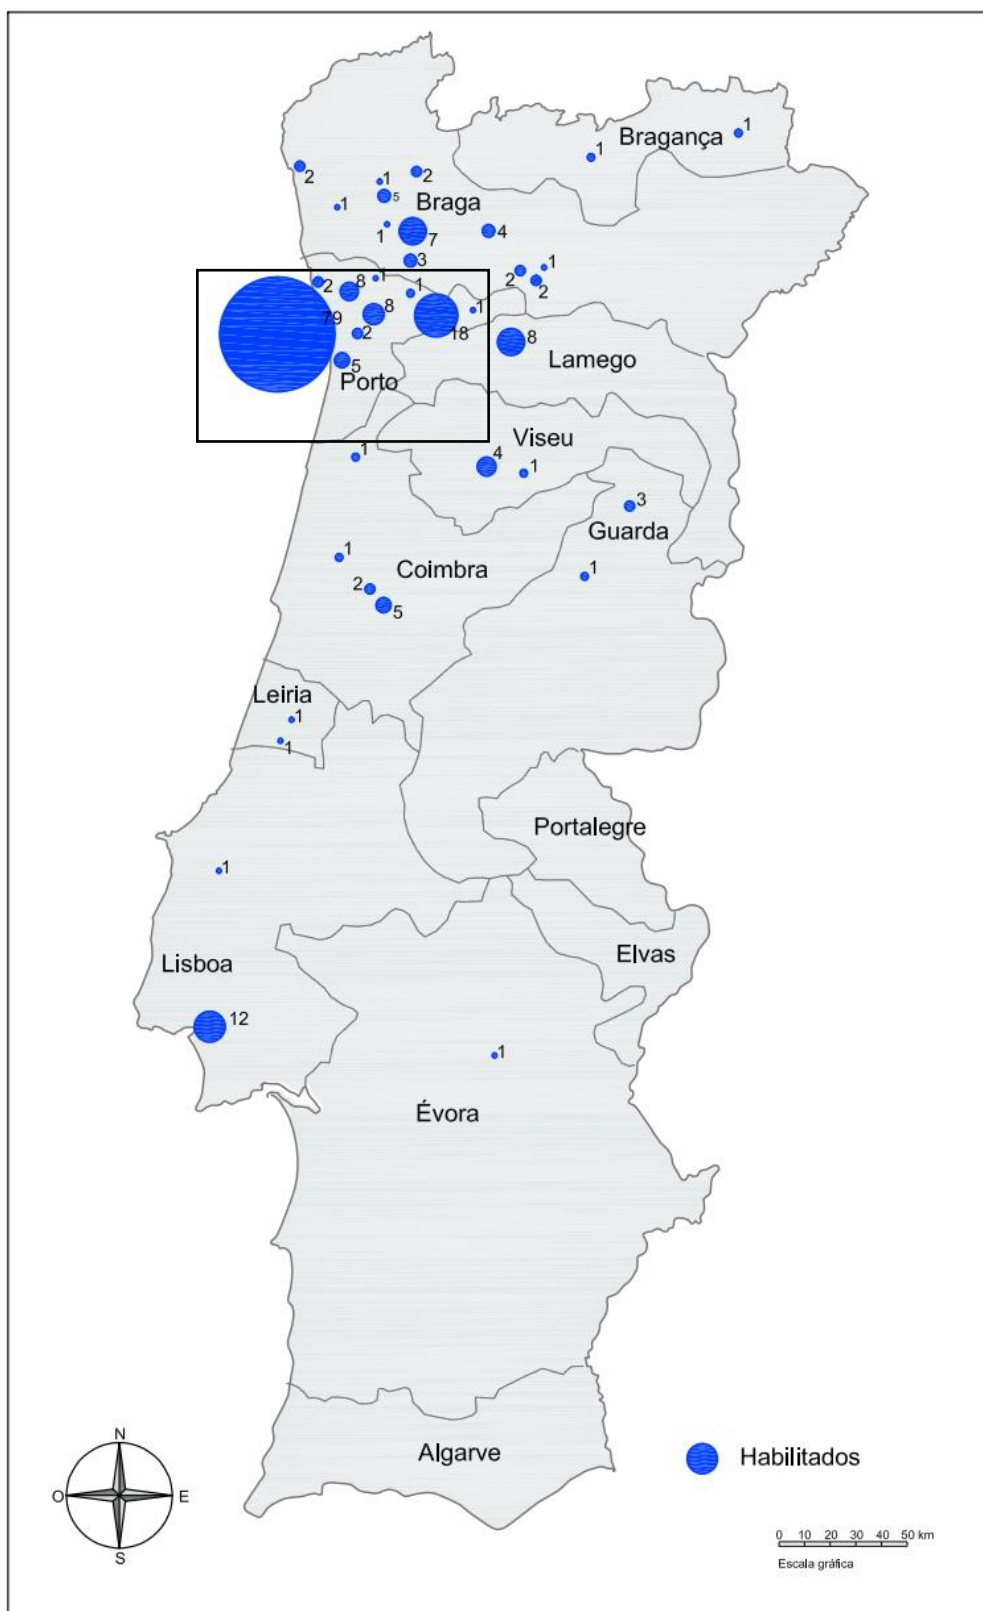 1
Bragança
1
2
2
1
5
1
Braga
1
7
4
3
1
2
2
2
8
1
1
1
79
8
18
2
8
5
Porto
Lamego
Viseu
1
4
1
3
Guarda
1
Coimbra
1
2
5
Leiria
1
1
Portalegre
1
Elvas
Lisboa
12
1
Évora
Algarve
Habilitados
N
O
E
S
0 10 20 30 40 50 km
Escala gráfica